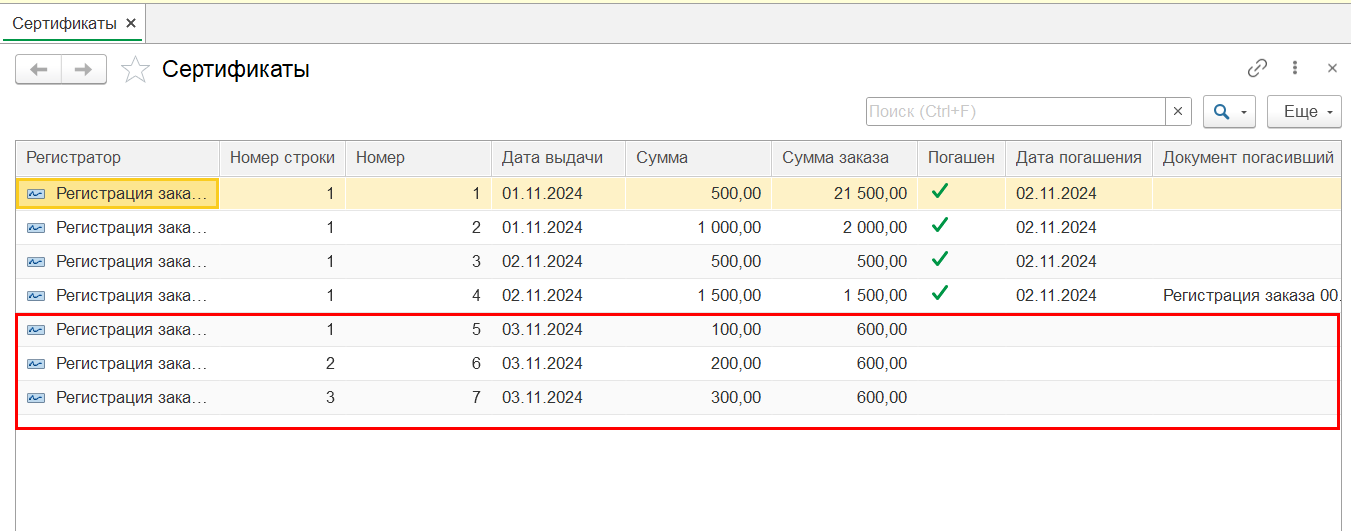 Сертификаты
Сертификаты
Поиск (Ctrl+F)
Еще
Регистратор Номер строки Номер Дата выдачи Сумма Сумма заказа Погашен Дата погашения Документ погасивший
Регистрация зака... 1 1 01.11.2024 500,00 21 500,00 02.11.2024
Регистрация зака... 1 2 01.11.2024 1 000,00 2 000,00 02.11.2024
Регистрация зака... 1 3 02.11.2024 500,00 500,00 02.11.2024
Регистрация зака... 1 4 02.11.2024 1 500,00 1 500,00 02.11.2024 Регистрация заказа 00.
Регистрация зака... 1 5 03.11.2024 100,00 600,00
Регистрация зака... 2 6 03.11.2024 200,00 600,00
Регистрация зака... 3 7 03.11.2024 300,00 600,00